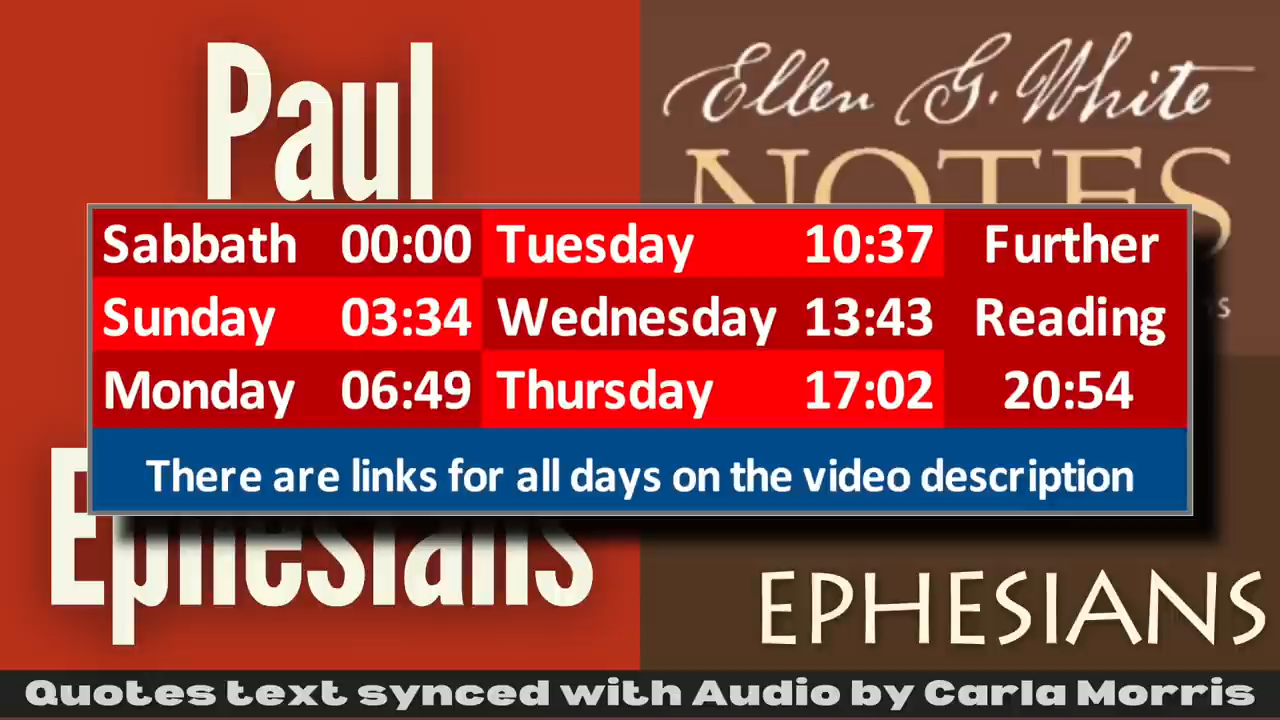 Paul
Ellen G. White
NOTES
Sabbath 00:00 Tuesday 10:37 Further
Sunday 03:34 Wednesday 13:43 Reading
Monday 06:49 Thursday 17:02 20:54
There are links for all days on the video description
Ephesians
EPHESIANS
Quotes text synced with Audio by Carla Morris